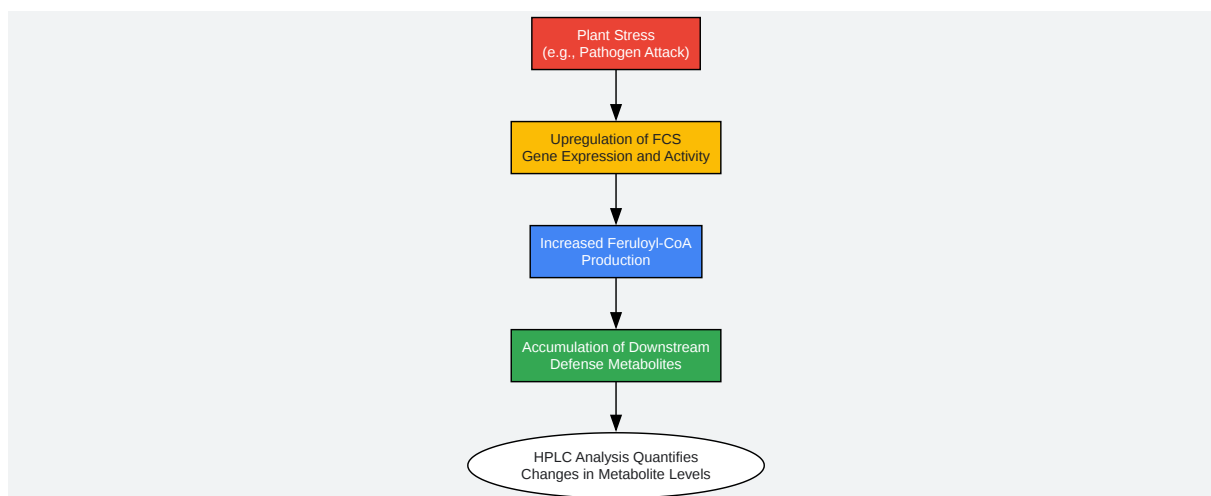 Plant Stress
(e.g., Pathogen Attack)
Upregulation of FCS
Gene Expression and Activity
Increased Feruloyl-CoA
Production
Accumulation of Downstream
Defense Metabolites
HPLC Analysis Quantifies
Changes in Metabolite Levels